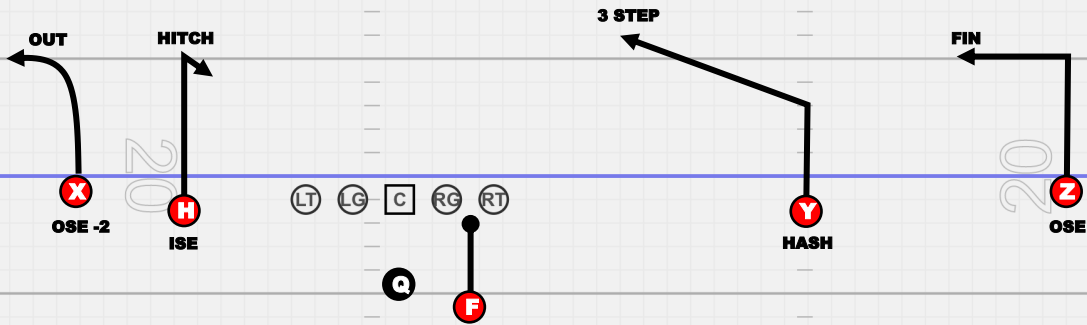 3 STEP
OUT
HITCH
FIN
20
20
X
H
LT
LG
C
RG
RT
Y
Z
OSE -2
ISE
HASH
OSE
Q
F